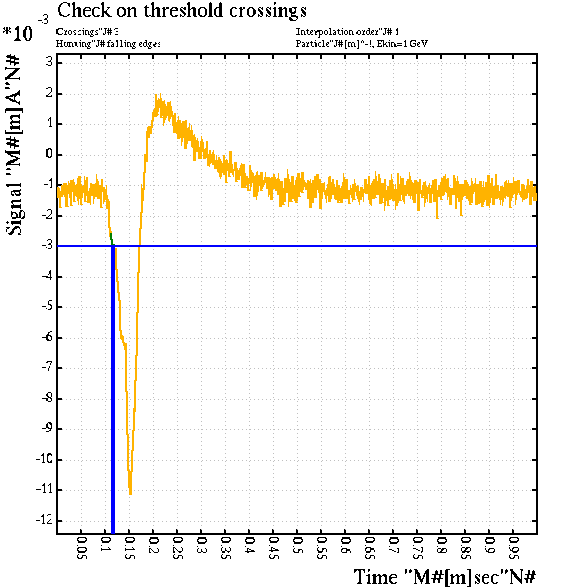 Check on threshold crossings
*10 -3
Crossings"J# 3
Interpolation order"J# 1
Hunting"J# falling edges
Particle"J#[m]^-!, Ekin=1 GeV
Signal "M#[m]A"N#
3
2
1
0
-1
-2
-3
-4
-5
-6
-7
-8
-9
-10
-11
-12
0.05 0.1 0.15 0.2 0.25 0.3 0.35 0.4 0.45 0.5 0.55 0.6 0.65 0.7 0.75 0.8 0.85 0.9 0.95
Time "M#[m]sec"N#